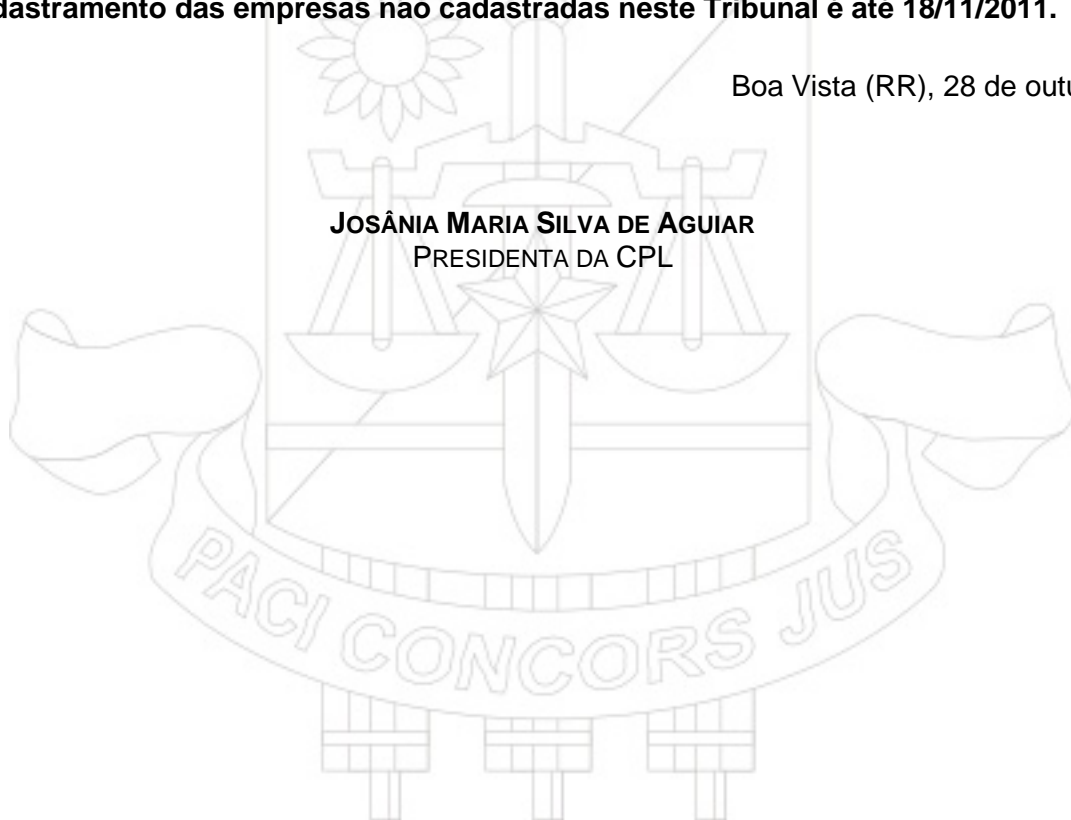 dastramento das empresas não cadastradas neste Tribunal é até 18/11/2011.
Boa Vista (RR), 28 de outu
JOSÂNIA MARIA SILVA DE AGUIAR
PRESIDENTA DA CPL
PACI CONCORS JUS